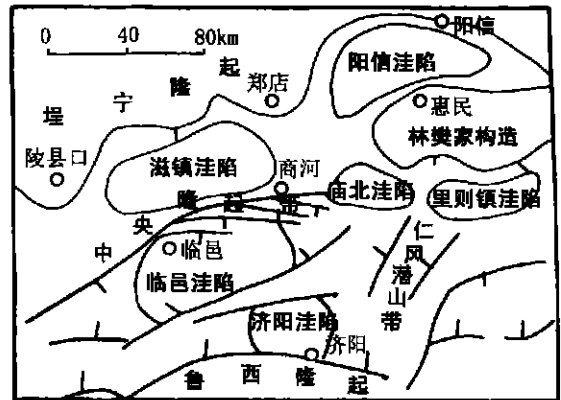 0 40 80km
阳信
阳信洼陷
郑店
埕宁隆起
惠民
林樊家构造
陵县口
滋镇洼陷
商河
庙北洼陷
里则镇洼陷
中央隆起带
临邑
临邑洼陷
仁风潜山带
济阳洼陷
济阳
鲁西隆起